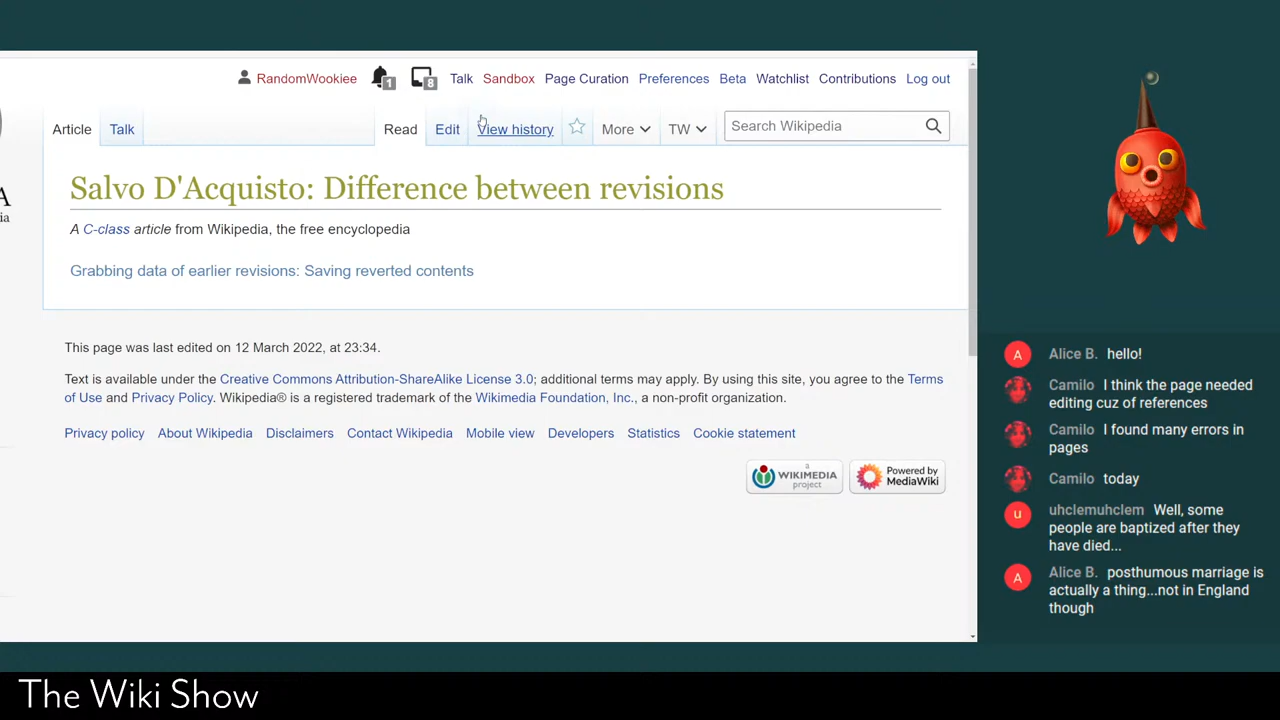 RandomWookiee 1 8 Talk Sandbox Page Curation Preferences Beta Watchlist Contributions Log out
Article Talk Read Edit View history More TW Search Wikipedia
A
ia
Salvo D'Acquisto: Difference between revisions
A C-class article from Wikipedia, the free encyclopedia
Grabbing data of earlier revisions: Saving reverted contents
This page was last edited on 12 March 2022, at 23:34.
Text is available under the Creative Commons Attribution-ShareAlike License 3.0; additional terms may apply. By using this site, you agree to the Terms
of Use and Privacy Policy. Wikipedia® is a registered trademark of the Wikimedia Foundation, Inc., a non-profit organization.
Privacy policy About Wikipedia Disclaimers Contact Wikipedia Mobile view Developers Statistics Cookie statement
a
WIKIMEDIA
project
Powered by
MediaWiki
A Alice B. hello!
Camilo I think the page needed
editing cuz of references
Camilo I found many errors in
pages
Camilo today
u uhclemuhclem Well, some
people are baptized after they
have died...
A Alice B. posthumous marriage is
actually a thing...not in England
though
The Wiki Show